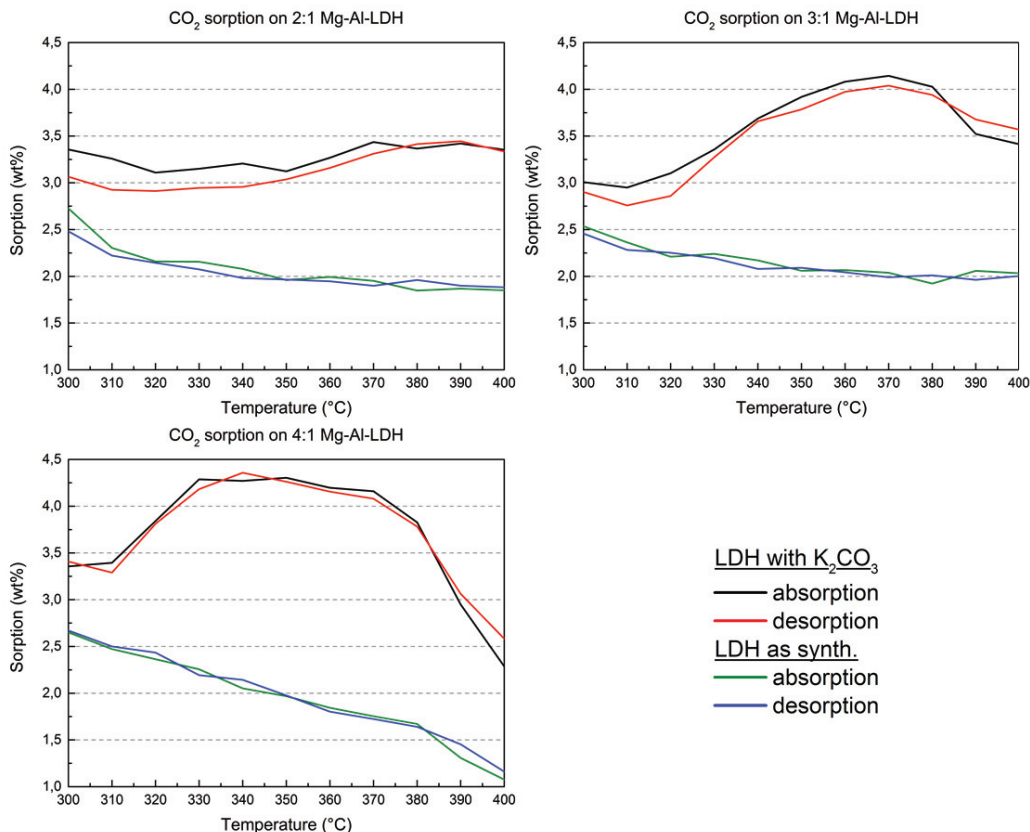 CO₂ sorption on 2:1 Mg-Al-LDH
4,5
4,0
3,5
3,0
2,5
2,0
1,5
1,0
Sorption (wt%)
300 310 320 330 340 350 360 370 380 390 400
Temperature (°C)
CO₂ sorption on 3:1 Mg-Al-LDH
4,5
4,0
3,5
3,0
2,5
2,0
1,5
1,0
Sorption (wt%)
300 310 320 330 340 350 360 370 380 390 400
Temperature (°C)
CO₂ sorption on 4:1 Mg-Al-LDH
4,5
4,0
3,5
3,0
2,5
2,0
1,5
1,0
Sorption (wt%)
300 310 320 330 340 350 360 370 380 390 400
Temperature (°C)
LDH with K₂CO₃
absorption
desorption
LDH as synth.
absorption
desorption